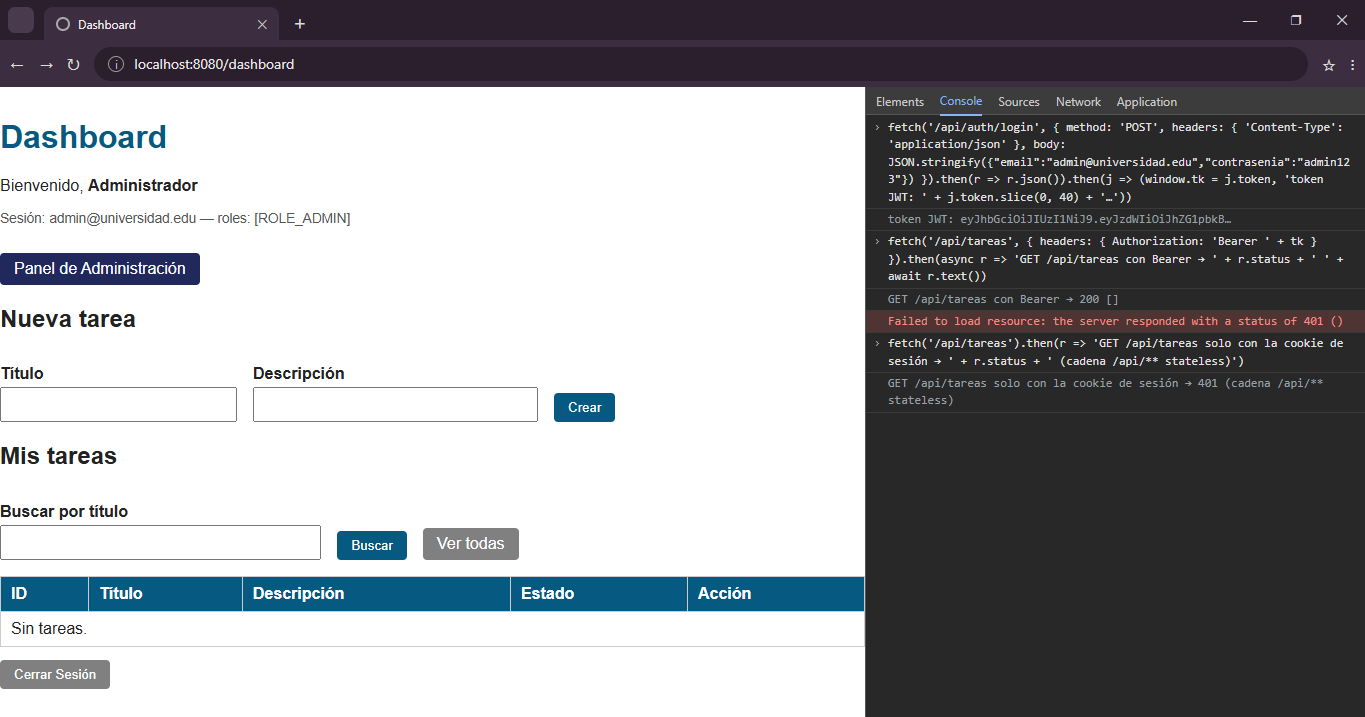 Dashboard
localhost:8080/dashboard
Dashboard
Bienvenido, Administrador
Sesión: admin@universidad.edu — roles: [ROLE_ADMIN]
Panel de Administración
Nueva tarea
Título
Descripción
Crear
Mis tareas
Buscar por título
Buscar
Ver todas
ID
Título
Descripción
Estado
Acción
Sin tareas.
Cerrar Sesión
Elements Console Sources Network Application
› fetch('/api/auth/login', { method: 'POST', headers: { 'Content-Type':
'application/json' }, body:
JSON.stringify({"email":"admin@universidad.edu","contrasenia":"admin12
3"}) }).then(r => r.json()).then(j => (window.tk = j.token, 'token
JWT: ' + j.token.slice(0, 40) + '…'))
token JWT: eyJhbGciOiJIUzI1NiJ9.eyJzdWIiOiJhZG1pbkB…
› fetch('/api/tareas', { headers: { Authorization: 'Bearer ' + tk }
}).then(async r => 'GET /api/tareas con Bearer → ' + r.status + ' ' +
await r.text())
GET /api/tareas con Bearer → 200 []
Failed to load resource: the server responded with a status of 401 ()
› fetch('/api/tareas').then(r => 'GET /api/tareas solo con la cookie de
sesión → ' + r.status + ' (cadena /api/** stateless)')
GET /api/tareas solo con la cookie de sesión → 401 (cadena /api/**
stateless)